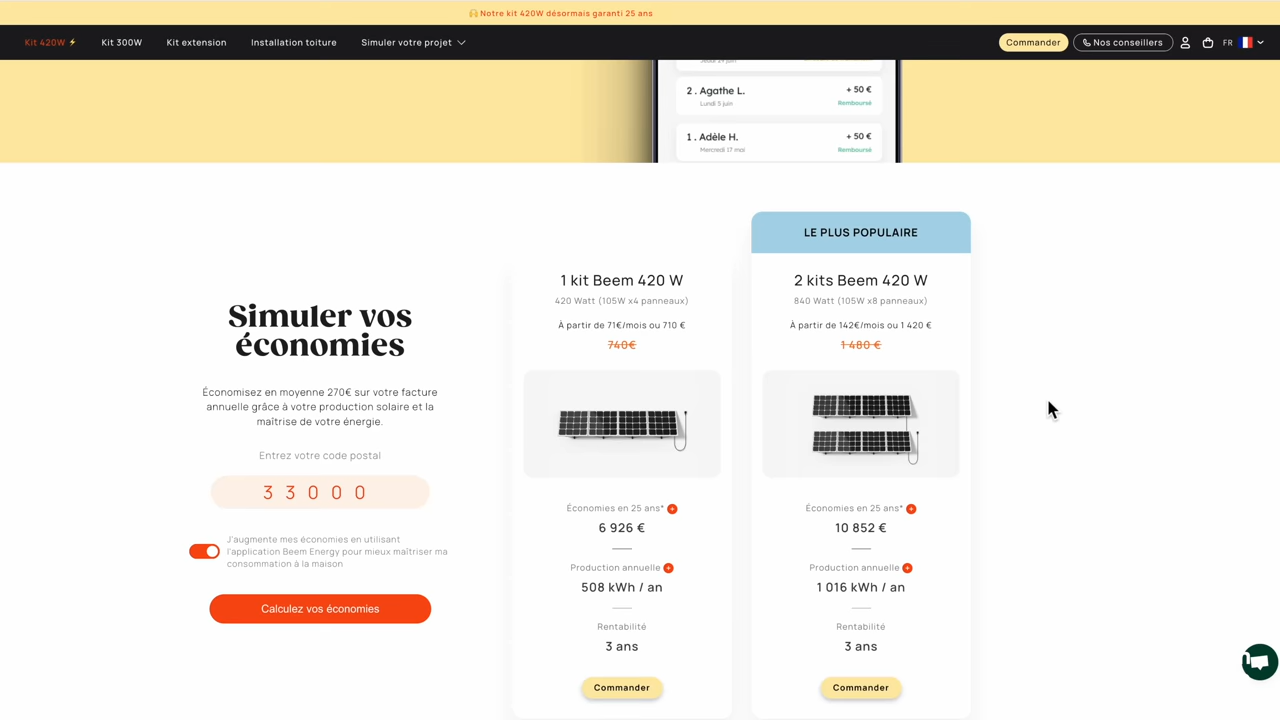 🙌 Notre kit 420W désormais garanti 25 ans
Kit 420W⚡ Kit 300W Kit extension Installation toiture Simuler votre projet Commander Nos conseillers FR
2 . Agathe L. + 50 €
Lundi 5 juin Remboursé
1 . Adèle H. + 50 €
Mercredi 17 mai Remboursé
Simuler vos
économies
Économisez en moyenne 270€ sur votre facture
annuelle grâce à votre production solaire et la
maîtrise de votre énergie.
Entrez votre code postal
33000
J'augmente mes économies en utilisant
l'application Beem Energy pour mieux maîtriser ma
consommation à la maison
Calculez vos économies
1 kit Beem 420 W
420 Watt (105W x4 panneaux)
À partir de 71€/mois ou 710 €
740€
Économies en 25 ans* +
6 926 €
Production annuelle +
508 kWh / an
Rentabilité
3 ans
Commander
LE PLUS POPULAIRE
2 kits Beem 420 W
840 Watt (105W x8 panneaux)
À partir de 142€/mois ou 1 420 €
1 480 €
Économies en 25 ans* +
10 852 €
Production annuelle +
1 016 kWh / an
Rentabilité
3 ans
Commander